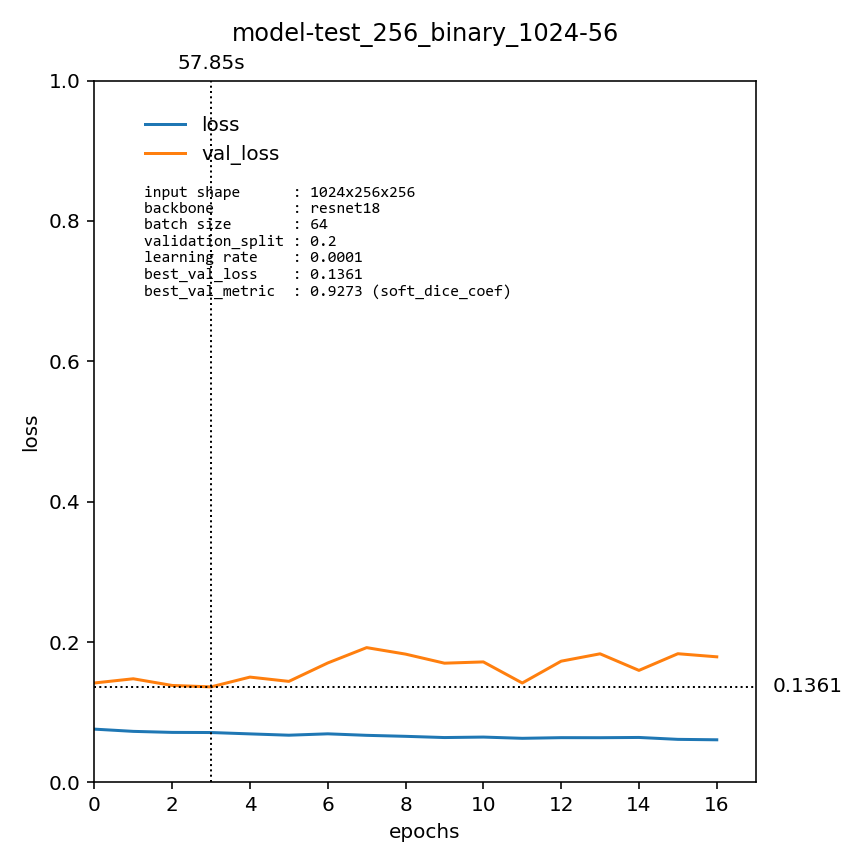 model-test_256_binary_1024-56
57.85s
1.0
loss
val_loss
input shape      : 1024x256x256
backbone         : resnet18
batch size       : 64
validation_split : 0.2
learning rate    : 0.0001
best_val_loss    : 0.1361
best_val_metric  : 0.9273 (soft_dice_coef)
0.8
0.6
loss
0.4
0.2
0.1361
0.0
0 2 4 6 8 10 12 14 16
epochs